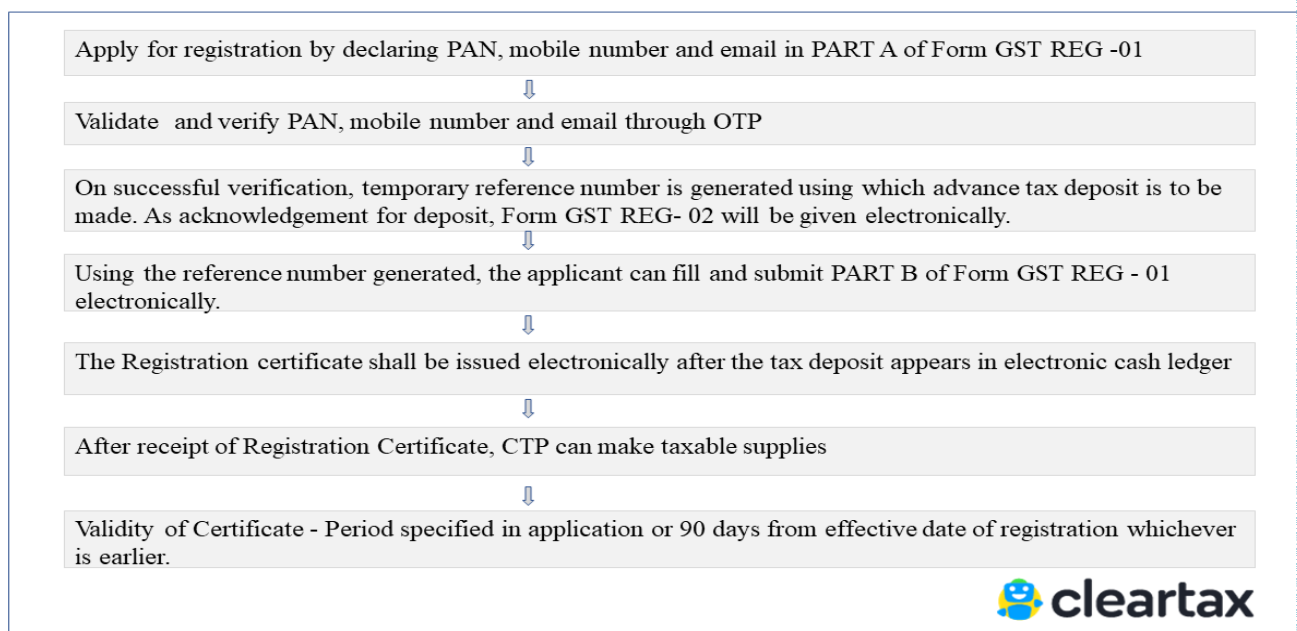 Apply for registration by declaring PAN, mobile number and email in PART A of Form GST REG -01
Validate and verify PAN, mobile number and email through OTP
On successful verification, temporary reference number is generated using which advance tax deposit is to be
made. As acknowledgement for deposit, Form GST REG- 02 will be given electronically.
Using the reference number generated, the applicant can fill and submit PART B of Form GST REG - 01
electronically.
The Registration certificate shall be issued electronically after the tax deposit appears in electronic cash ledger
After receipt of Registration Certificate, CTP can make taxable supplies
Validity of Certificate - Period specified in application or 90 days from effective date of registration whichever
is earlier.
cleartax